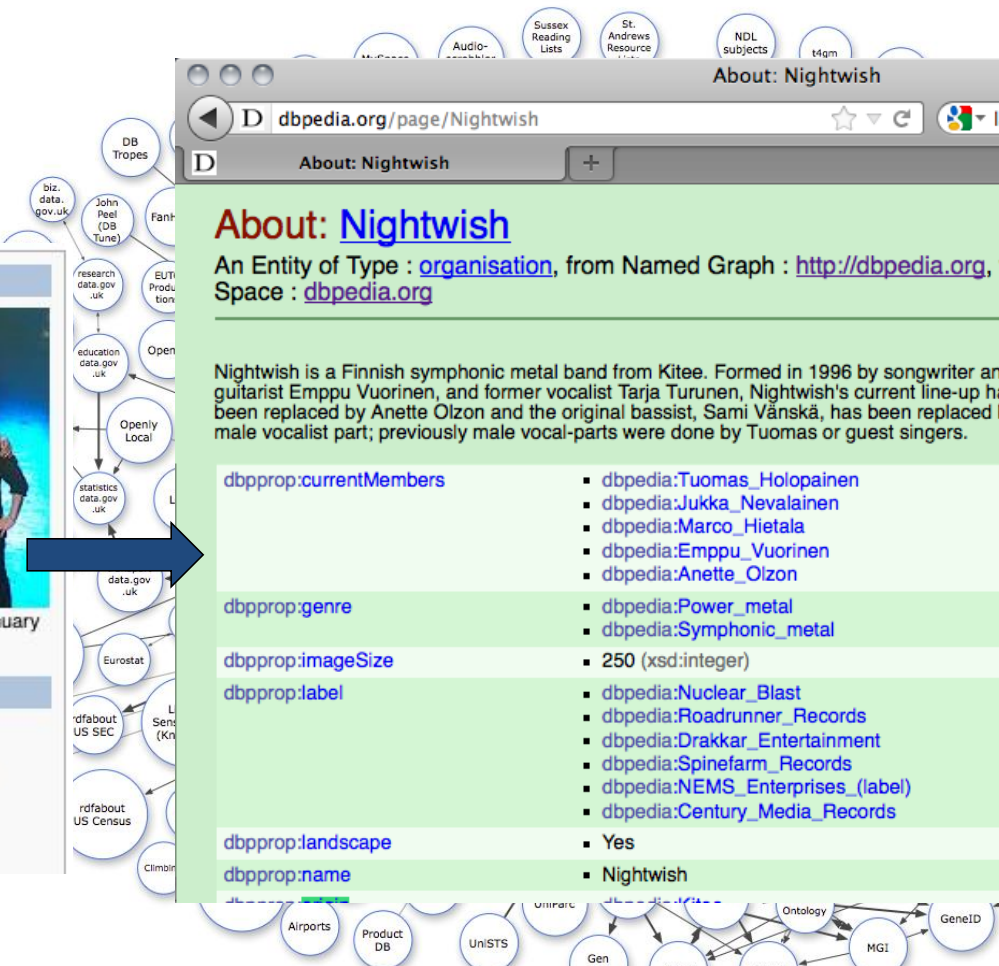 Sussex
Reading
Lists
St.
Andrews
Resource
Audio-
NDL
subjects
t4gm
DB
Tropes
biz.
data.
gov.uk
John
Peel
(DB
Tune)
research
data.gov
.uk
education
data.gov
.uk
Openly
Local
statistics
data.gov
.uk
data.gov
.uk
Eurostat
rdfabout
US SEC
rdfabout
US Census
About: Nightwish
D dbpedia.org/page/Nightwish
D About: Nightwish +
About: Nightwish
An Entity of Type : organisation, from Named Graph : http://dbpedia.org,
Space : dbpedia.org
Nightwish is a Finnish symphonic metal band from Kitee. Formed in 1996 by songwriter
guitarist Emppu Vuorinen, and former vocalist Tarja Turunen, Nightwish's current line-up
been replaced by Anette Olzon and the original bassist, Sami Vänskä, has been replaced
male vocalist part; previously male vocal-parts were done by Tuomas or guest singers.
dbpprop:currentMembers
▪ dbpedia:Tuomas_Holopainen
▪ dbpedia:Jukka_Nevalainen
▪ dbpedia:Marco_Hietala
▪ dbpedia:Emppu_Vuorinen
▪ dbpedia:Anette_Olzon
dbpprop:genre
▪ dbpedia:Power_metal
▪ dbpedia:Symphonic_metal
dbpprop:imageSize
▪ 250 (xsd:integer)
dbpprop:label
▪ dbpedia:Nuclear_Blast
▪ dbpedia:Roadrunner_Records
▪ dbpedia:Drakkar_Entertainment
▪ dbpedia:Spinefarm_Records
▪ dbpedia:NEMS_Enterprises_(label)
▪ dbpedia:Century_Media_Records
dbpprop:landscape
▪ Yes
dbpprop:name
▪ Nightwish
Airports
Product
DB
UniSTS
Gen
Ontology
MGI
GeneID